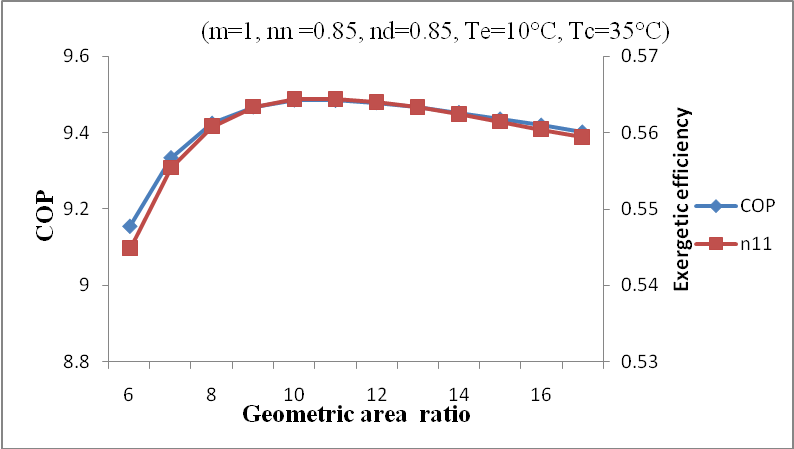 (m=1, nn =0.85, nd=0.85, Te=10°C, Tc=35°C)
9.6
9.4
9.2
9
8.8
COP
0.57
0.56
0.55
0.54
0.53
Exergetic efficiency
COP
n11
6 8 10 12 14 16
Geometric area ratio